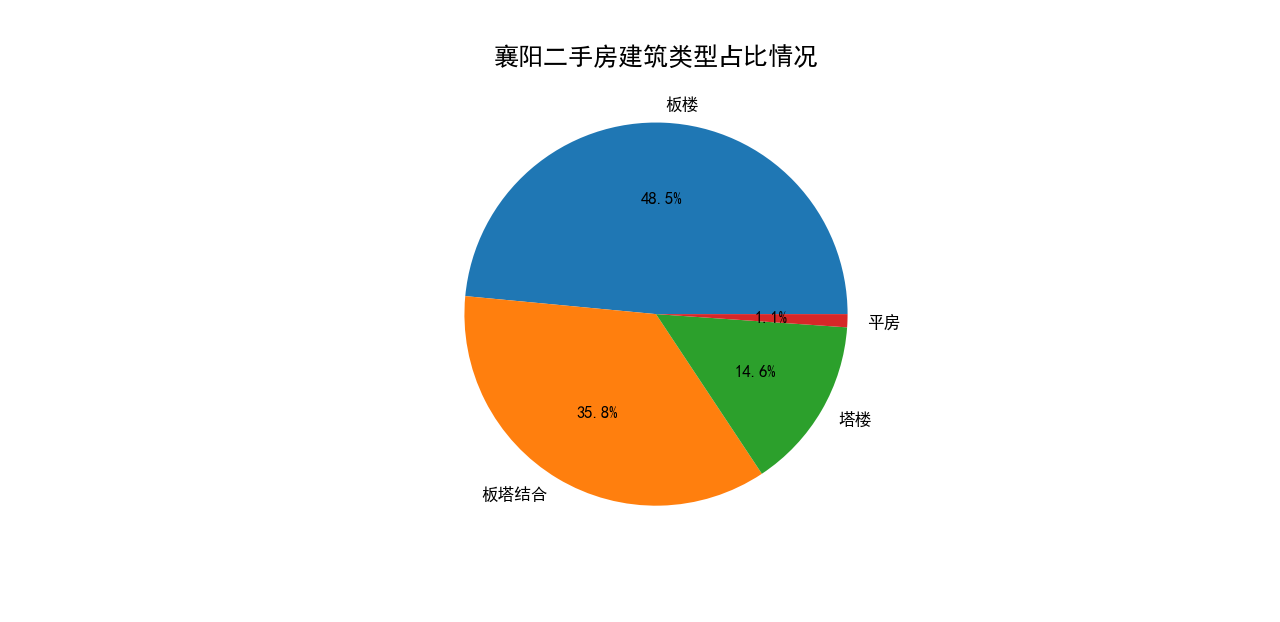 襄阳二手房建筑类型占比情况
板楼
48.5%
1.1%
平房
14.6%
35.8%
塔楼
板塔结合